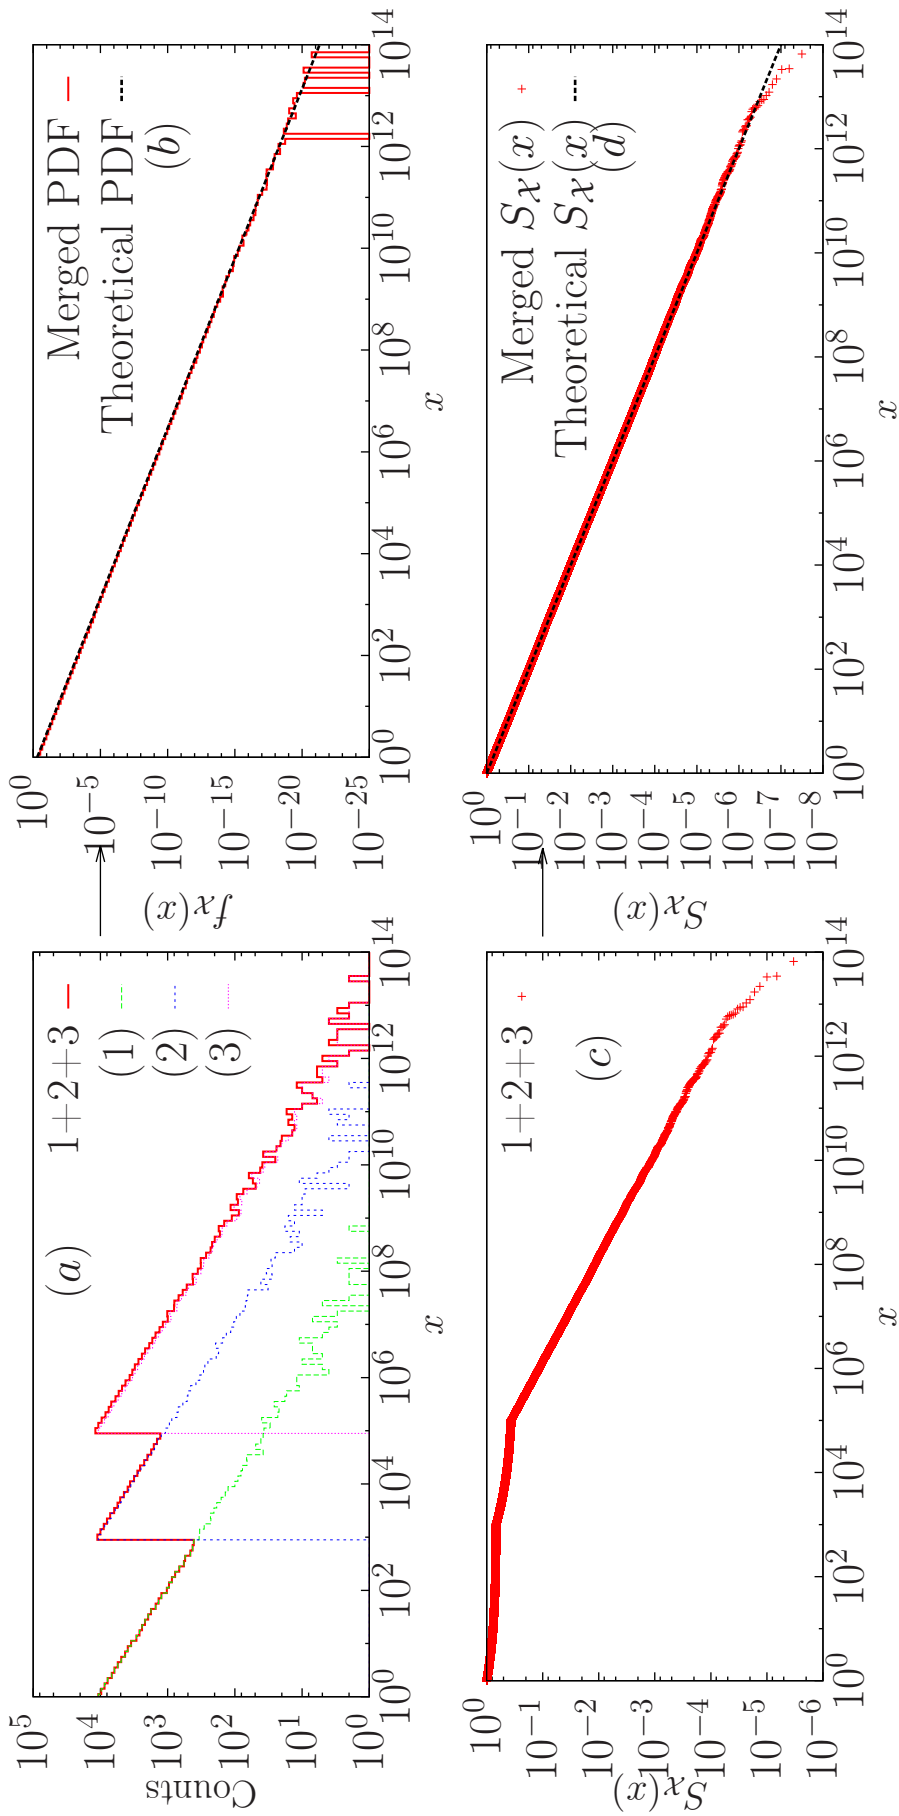 Counts
10^5
10^4
10^3
10^2
10^1
10^0
10^0 10^2 10^4 10^6 10^8 10^10 10^12 10^14
x
(a)
1+2+3
(1)
(2)
(3)
f_X(x)
10^0
10^-5
10^-10
10^-15
10^-20
10^-25
10^0 10^2 10^4 10^6 10^8 10^10 10^12 10^14
x
Merged PDF
Theoretical PDF
(b)
S_X(x)
10^0
10^-1
10^-2
10^-3
10^-4
10^-5
10^-6
10^0 10^2 10^4 10^6 10^8 10^10 10^12 10^14
x
1+2+3
(c)
S_X(x)
10^0
10^-1
10^-2
10^-3
10^-4
10^-5
10^-6
10^-7
10^-8
10^0 10^2 10^4 10^6 10^8 10^10 10^12 10^14
x
Merged S_X(x)
Theoretical S_X(x)
(d)